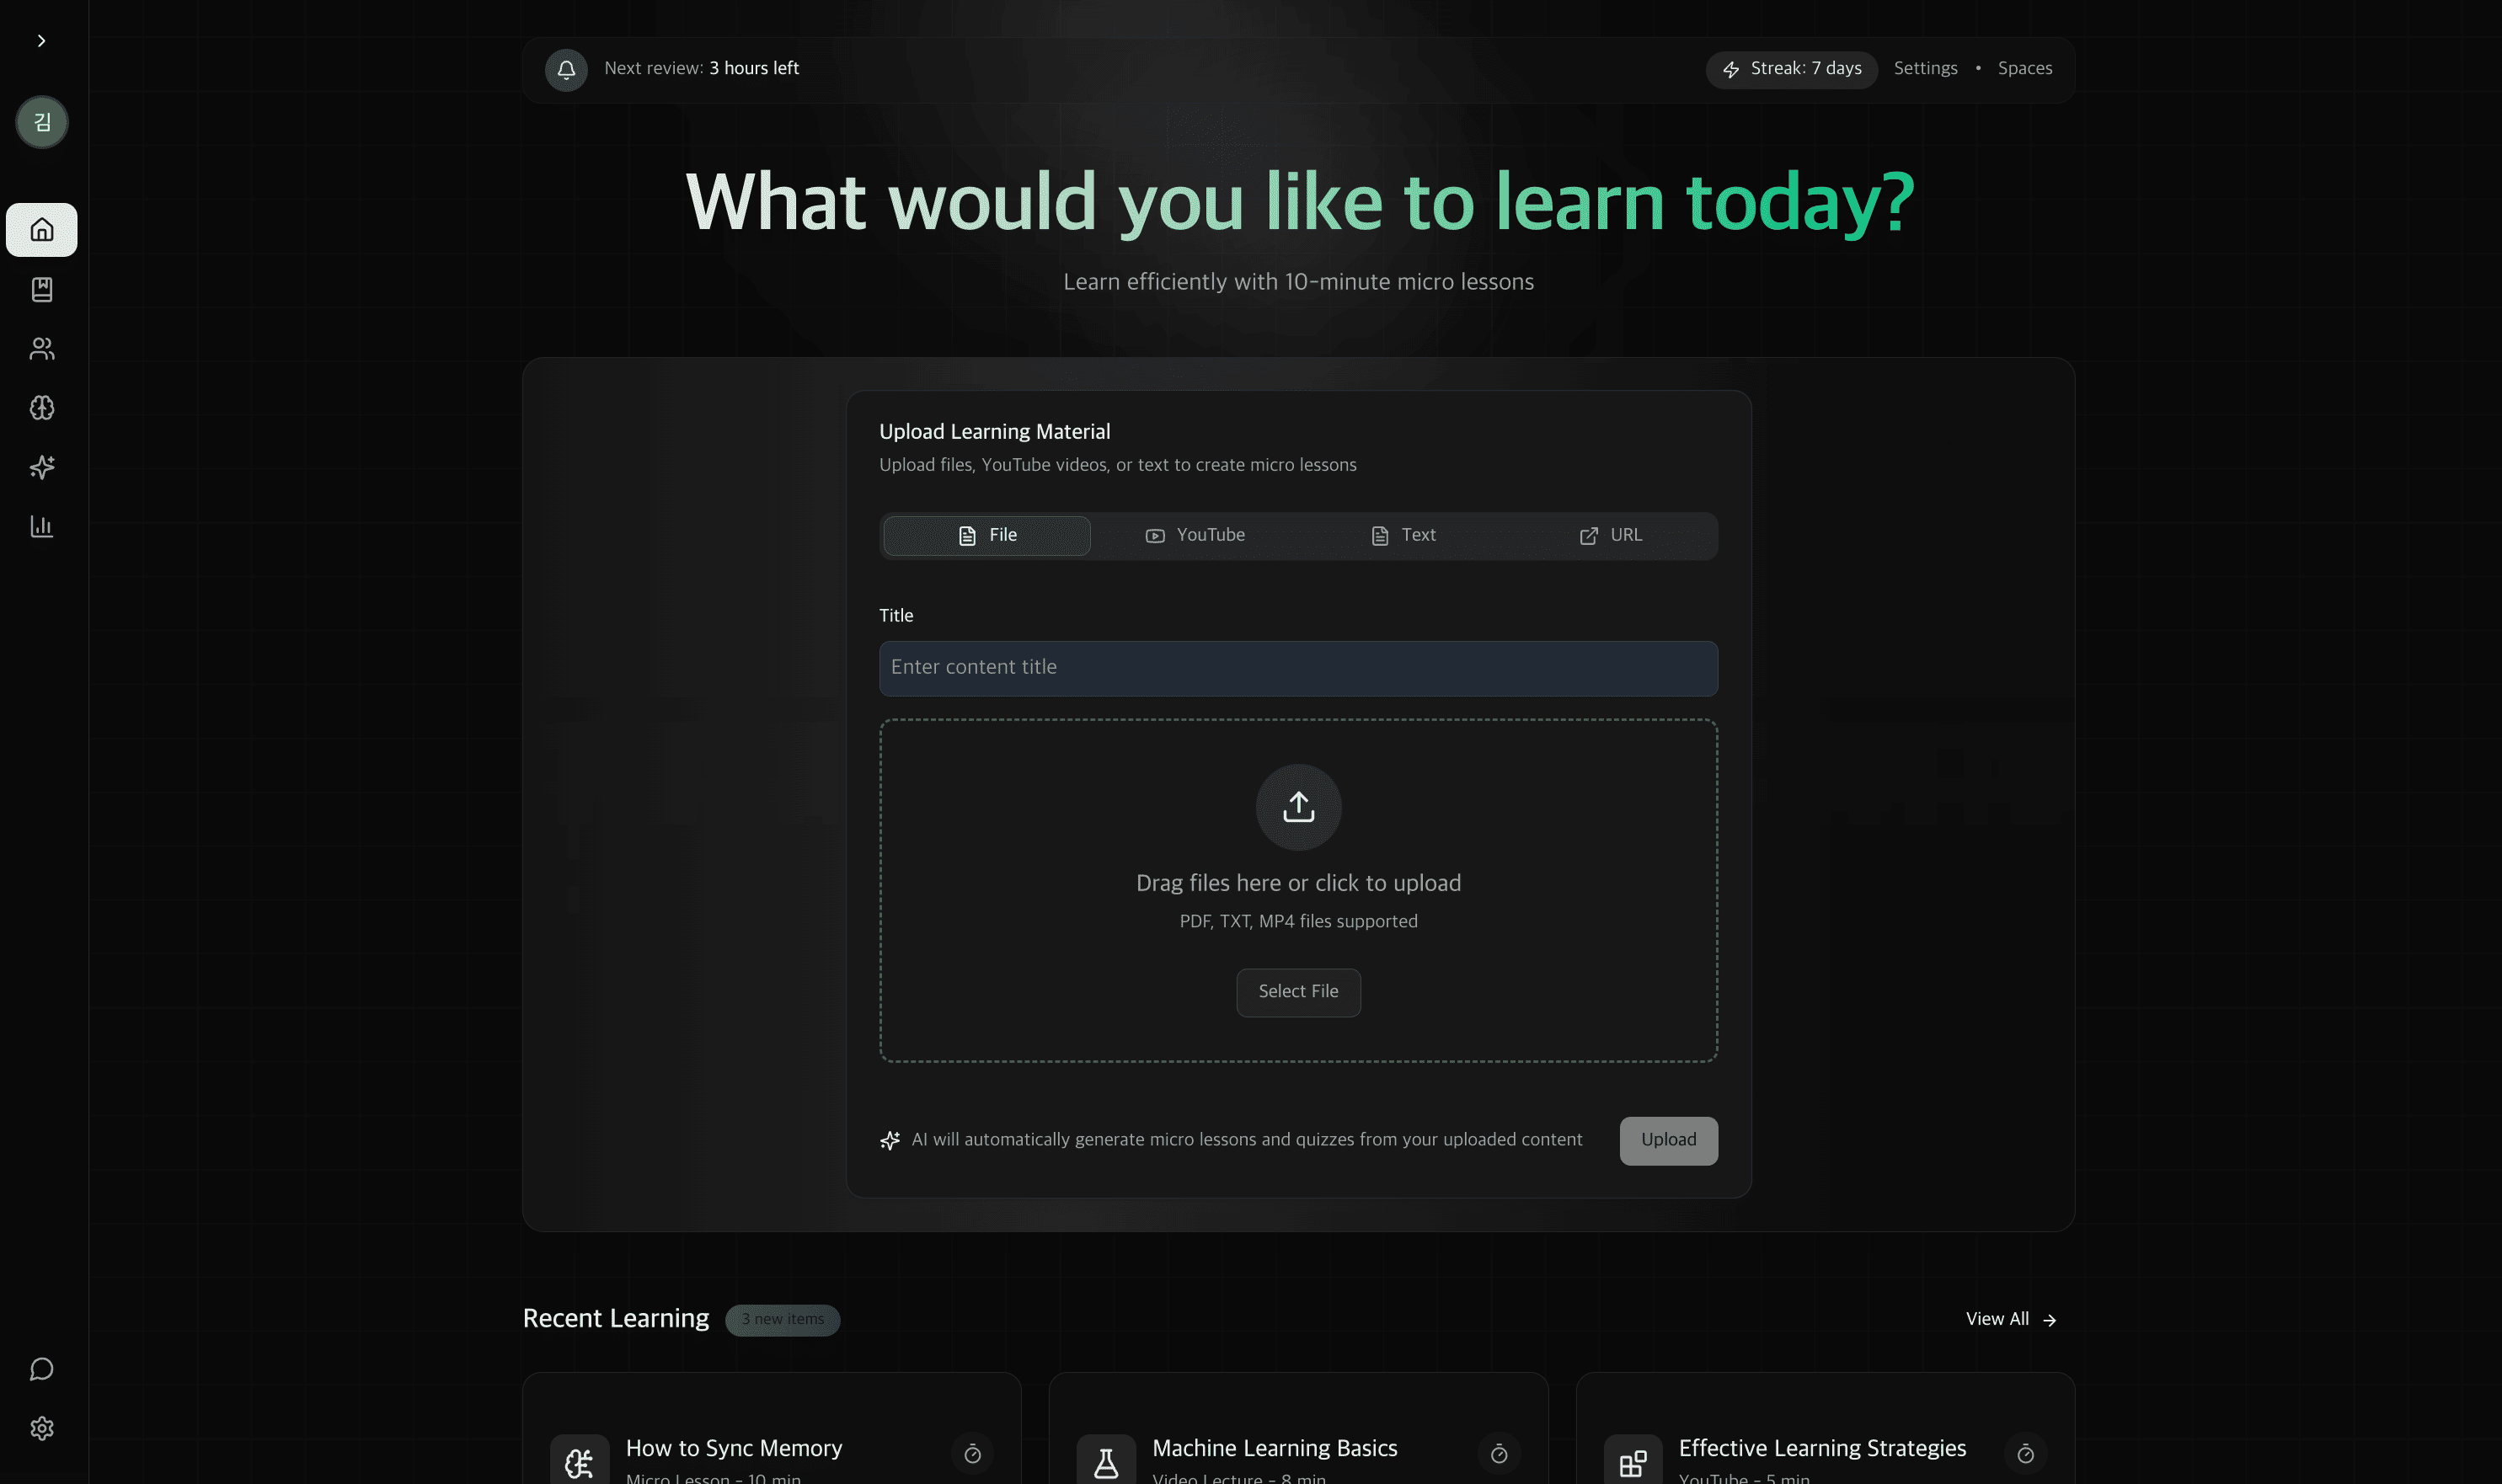 Next review: 3 hours left
Streak: 7 days
Settings • Spaces
김
What would you like to learn today?
Learn efficiently with 10-minute micro lessons
Upload Learning Material
Upload files, YouTube videos, or text to create micro lessons
File
YouTube
Text
URL
Title
Enter content title
Drag files here or click to upload
PDF, TXT, MP4 files supported
Select File
AI will automatically generate micro lessons and quizzes from your uploaded content
Upload
Recent Learning
3 new items
View All
How to Sync Memory
Micro Lesson - 10 min
Machine Learning Basics
Video Lecture - 8 min
Effective Learning Strategies
YouTube - 5 min